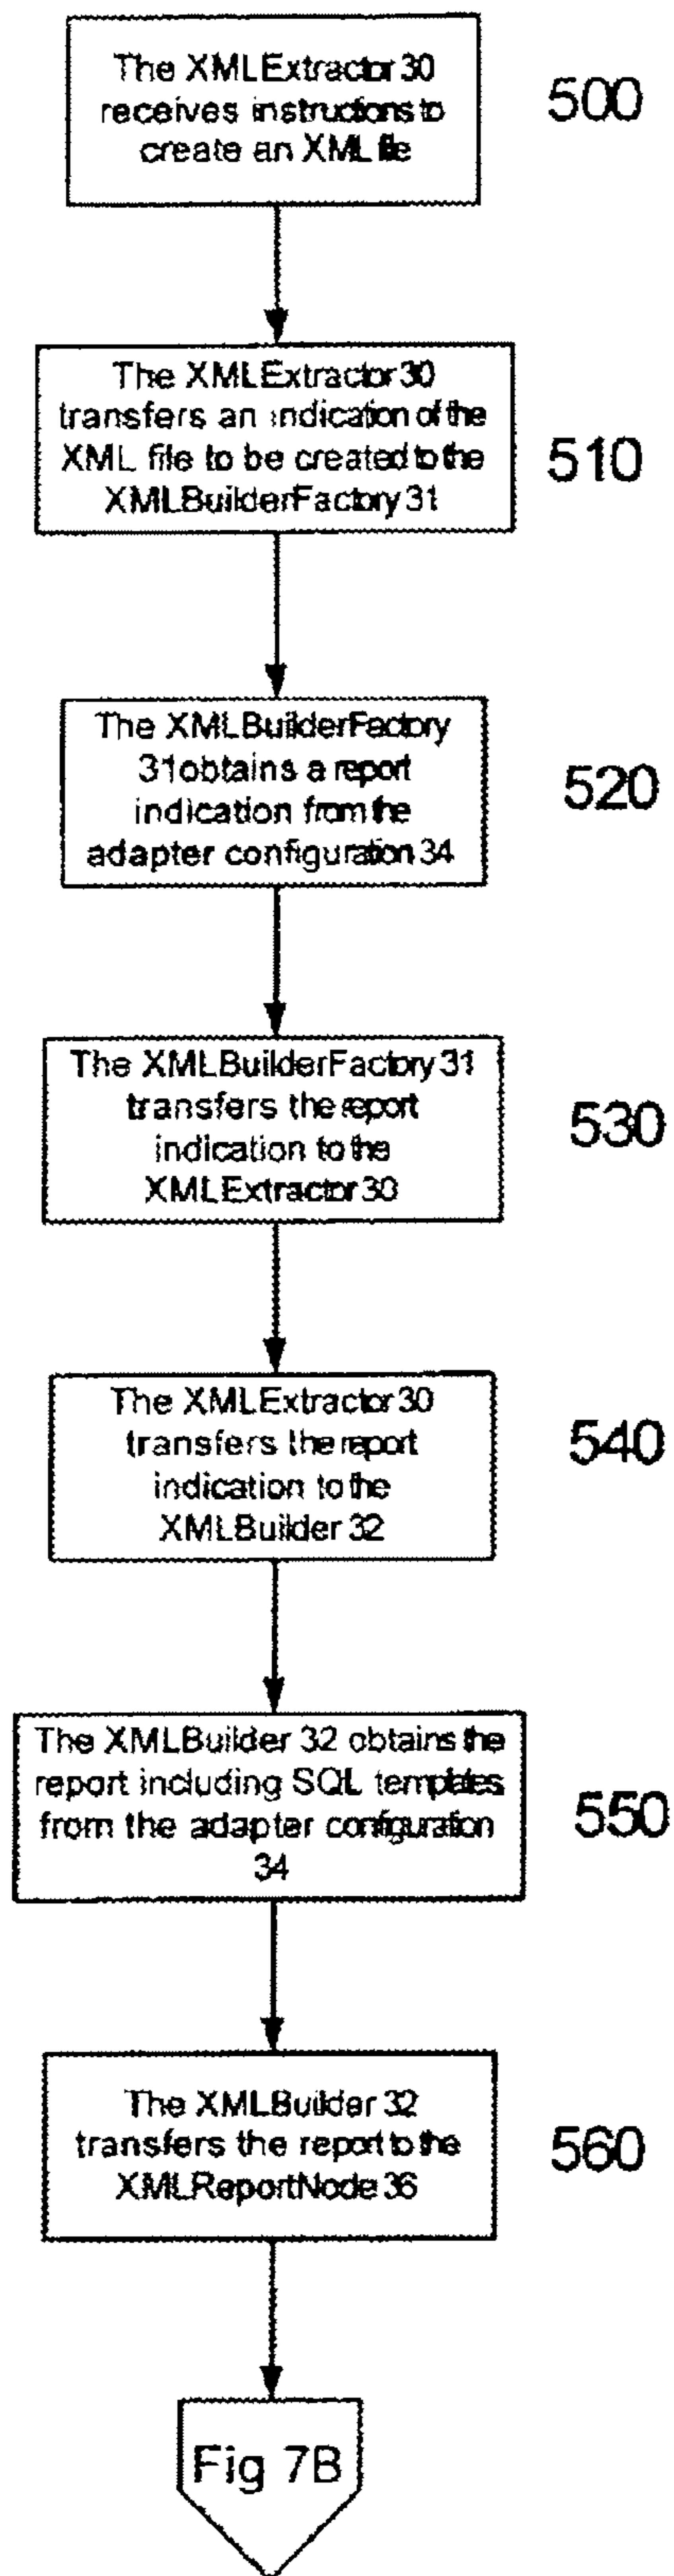 The XMLExtractor 30
receives instructions to
create an XML file
500
The XMLExtractor 30
transfers an indication of the
XML file to be created to the
XMLBuilderFactory 31
510
The XMLBuilderFactory
31 obtains a report
indication from the
adapter configuration 34
520
The XMLBuilderFactory 31
transfers the report
indication to the
XMLExtractor 30
530
The XMLExtractor 30
transfers the report
indication to the
XMLBuilder 32
540
The XMLBuilder 32 obtains the
report including SQL templates
from the adapter configuration
34
550
The XMLBuilder 32
transfers the report to the
XMLReportNode 36
560
Fig 7B